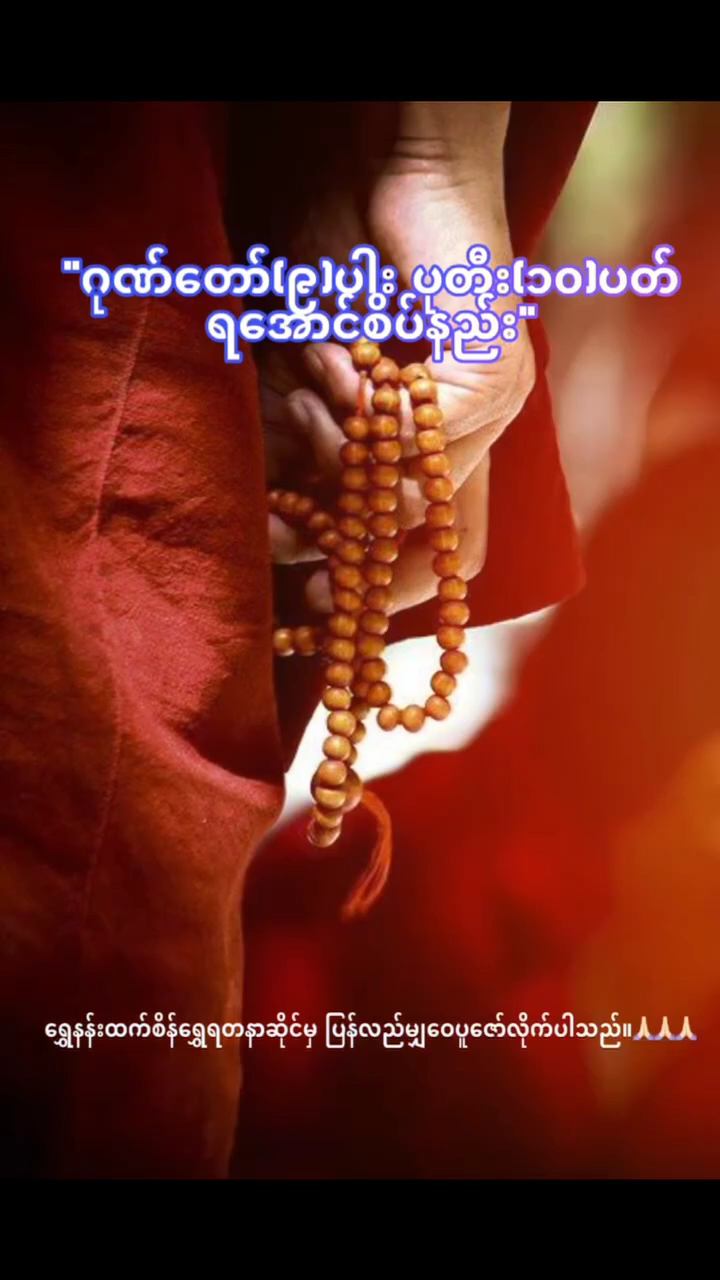 "ဂုဏ်တော်(၉)ပါး ပုတီး(၁၀)ပတ်
ရအောင်စိပ်နည်း"
ရွှေနန်းထက်စိန်ရွှေရတနာဆိုင်မှ ပြန်လည်မျှဝေပူဇော်လိုက်ပါသည်။🙏🙏🙏